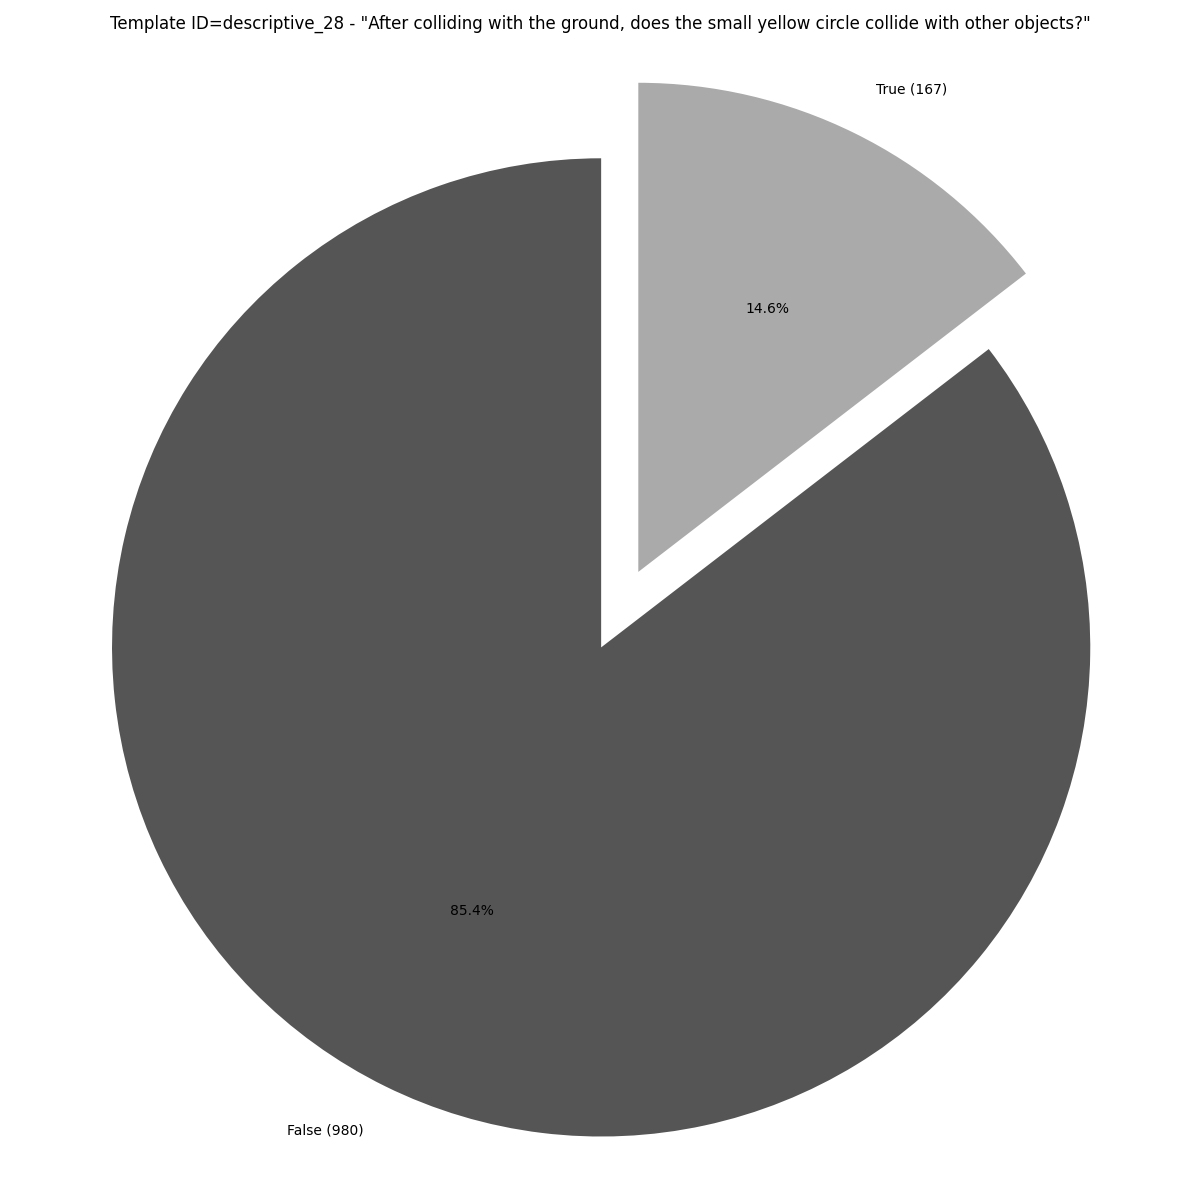 Template ID=descriptive_28 - "After colliding with the ground, does the small yellow circle collide with other objects?"
True (167)
14.6%
85.4%
False (980)